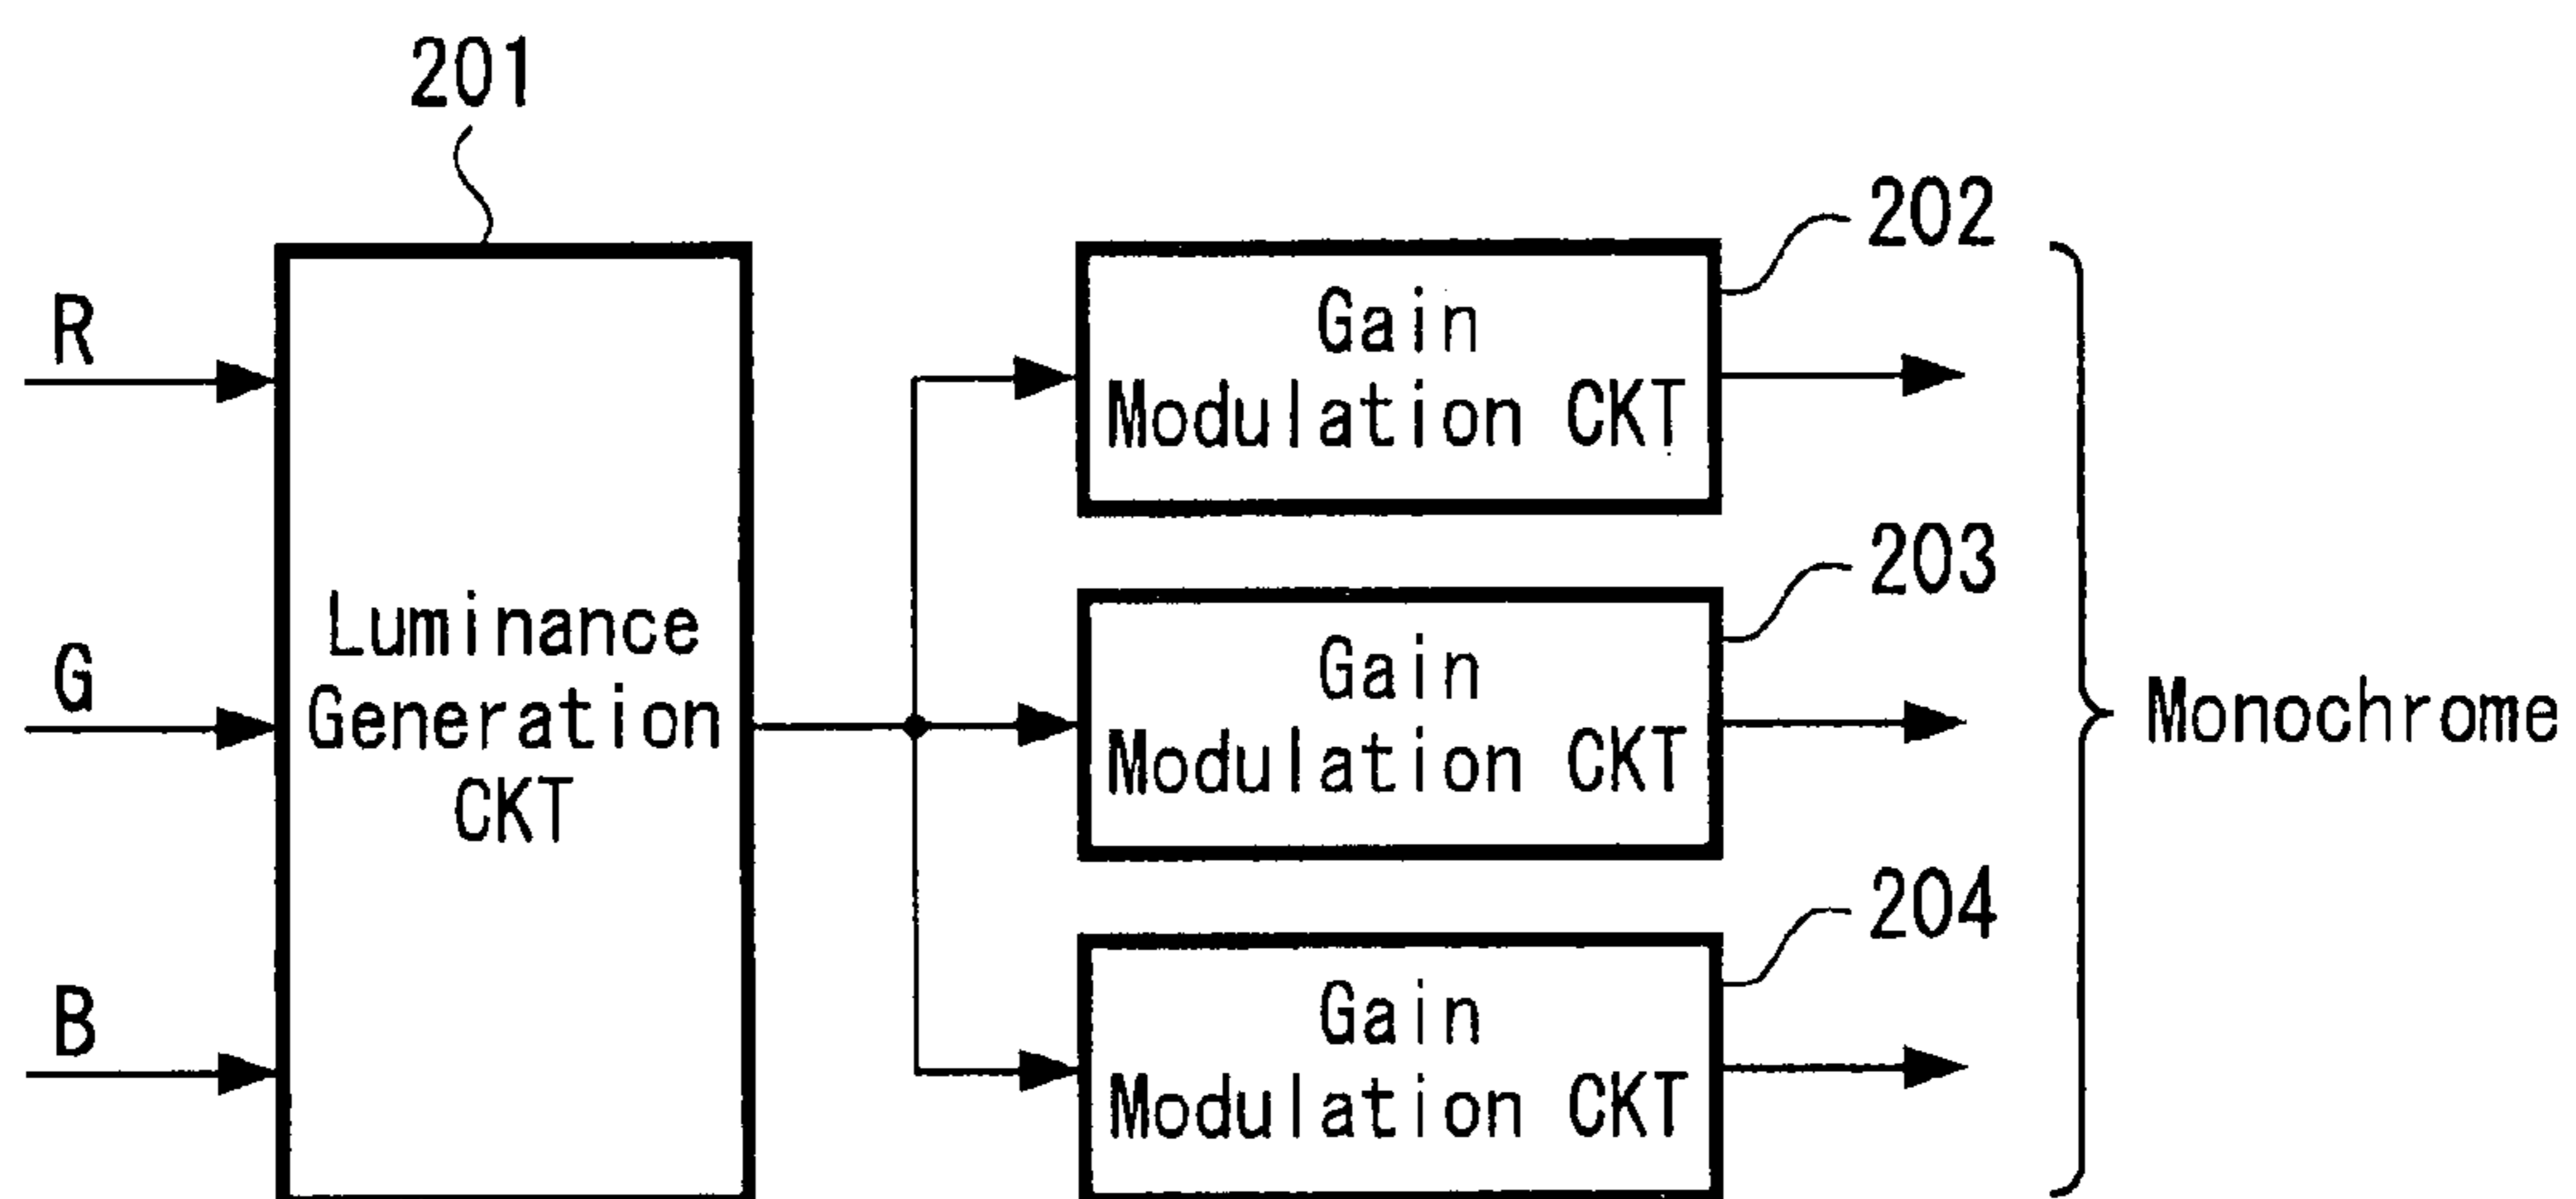 201
R
G
B
Luminance
Generation
CKT
202
Gain
Modulation CKT
203
Gain
Modulation CKT
204
Gain
Modulation CKT
Monochrome